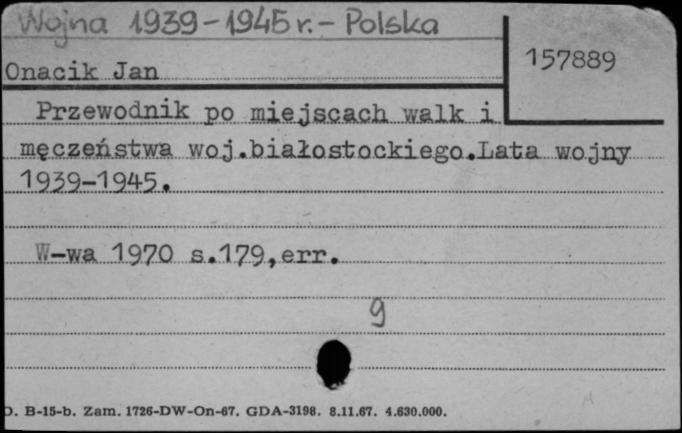 Wojna 1939-1945 r. - Polska
157889
Onacik Jan
Przewodnik po miejscach walk i
męczeństwa woj.białostockiego.Lata wojny
1939-1945.
W-wa 1970 s.179,err.
9
D. B-15-b. Zam. 1726-DW-On-67. GDA-3198. 8.11.67. 4.630.000.